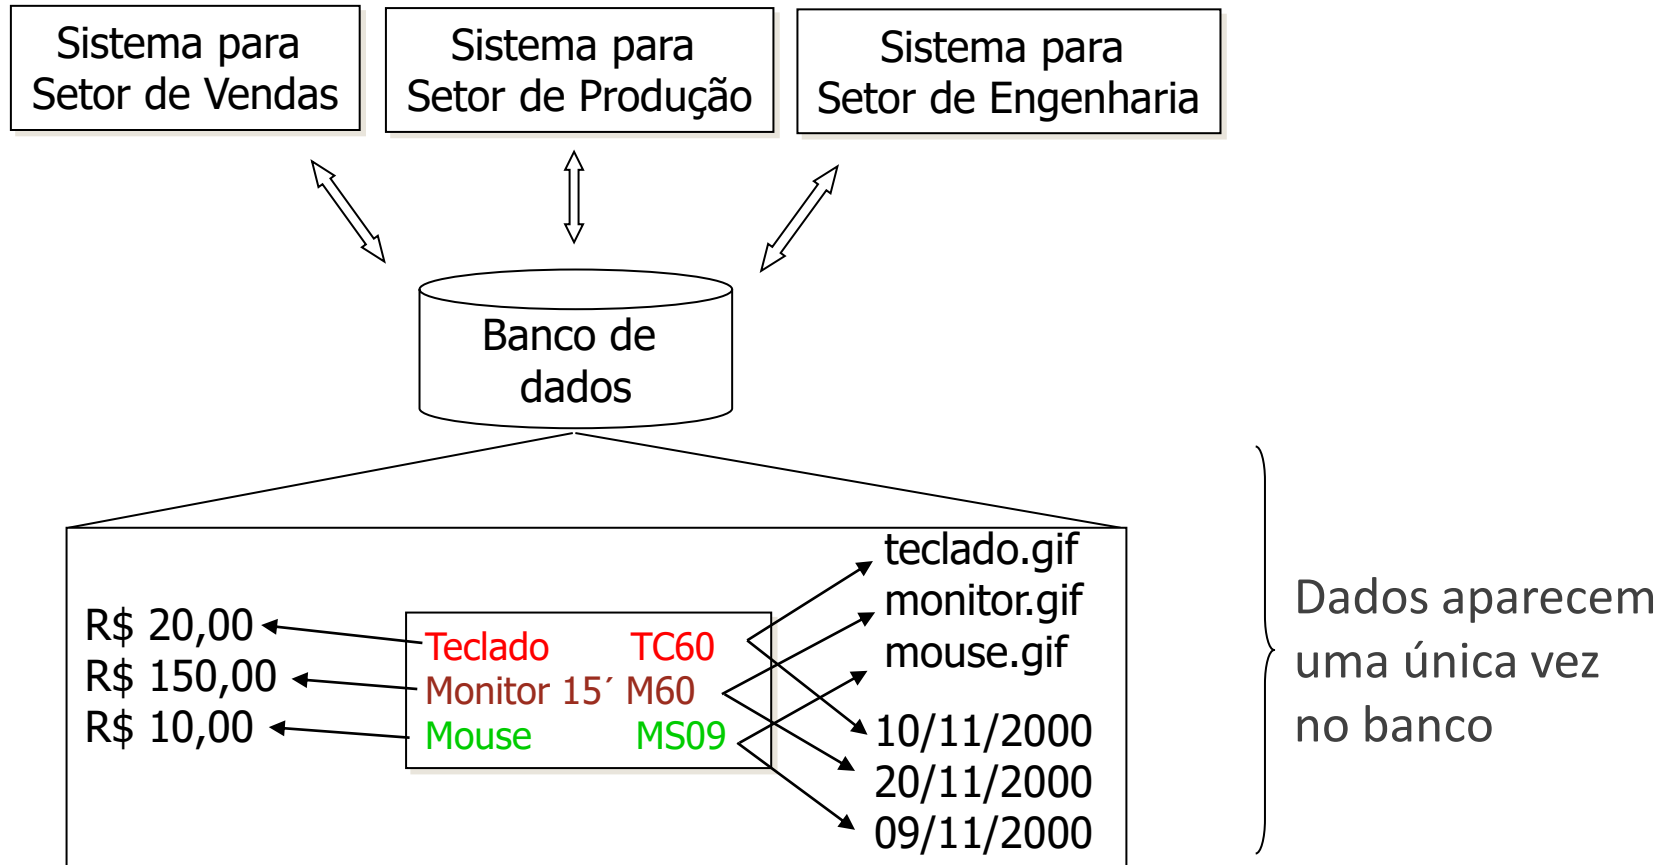 Sistema para
Setor de Vendas
Sistema para
Setor de Produção
Sistema para
Setor de Engenharia
Banco de
dados
R$ 20,00
R$ 150,00
R$ 10,00
Teclado TC60
Monitor 15´ M60
Mouse MS09
teclado.gif
monitor.gif
mouse.gif
10/11/2000
20/11/2000
09/11/2000
Dados aparecem
uma única vez
no banco